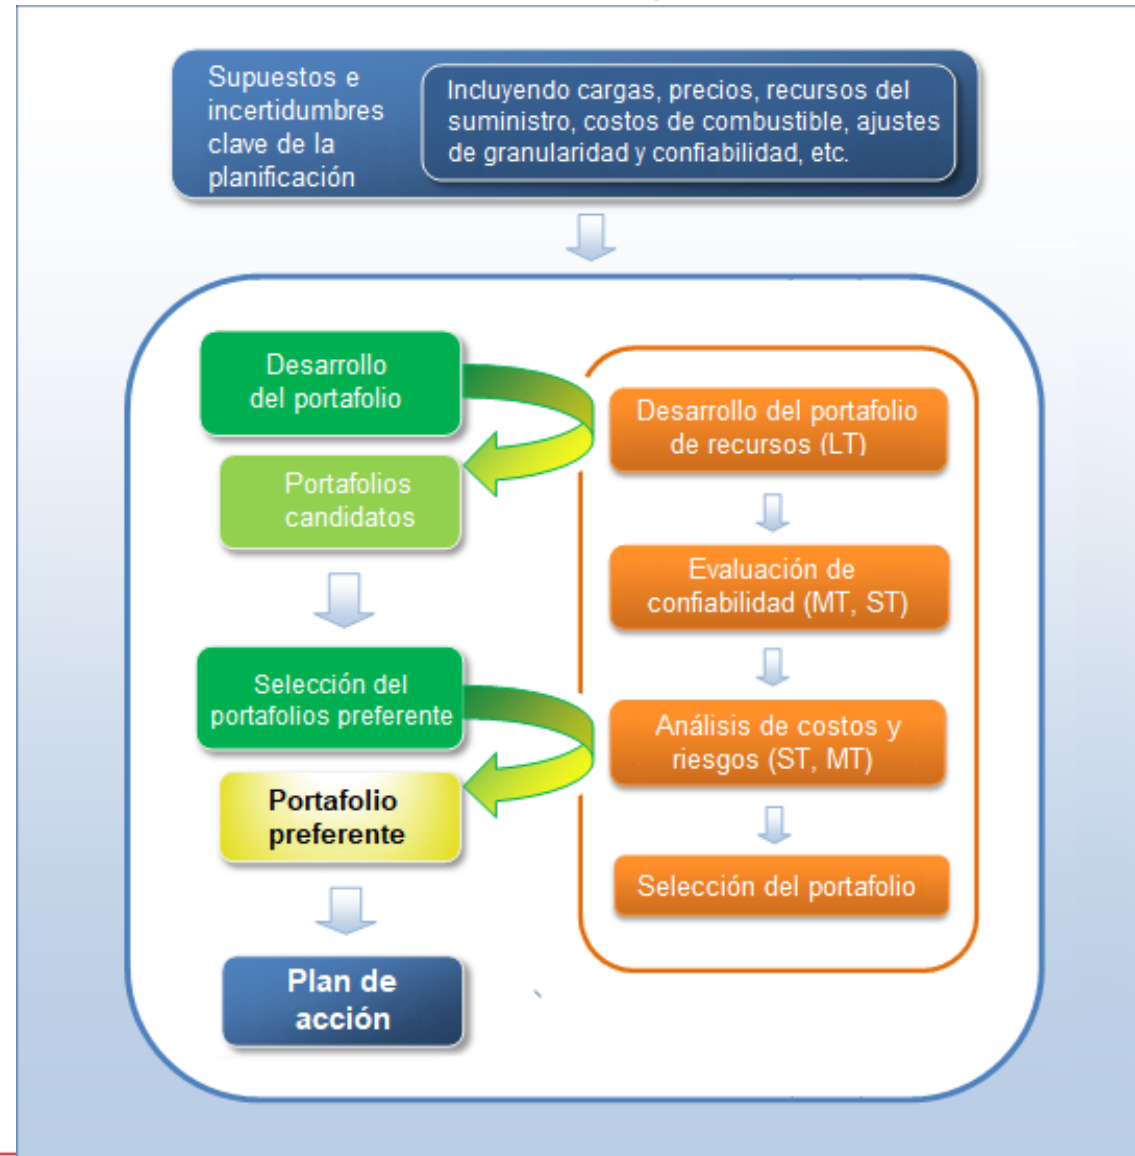 Supuestos e
incertidumbres
clave de la
planificación
Incluyendo cargas, precios, recursos del
suministro, costos de combustible, ajustes
de granularidad y confiabilidad, etc.
Desarrollo
del portafolio
Portafolios
candidatos
Selección del
portafolios preferente
Portafolio
preferente
Plan de
acción
Desarrollo del portafolio
de recursos (LT)
Evaluación de
confiabilidad (MT, ST)
Análisis de costos y
riesgos (ST, MT)
Selección del portafolio